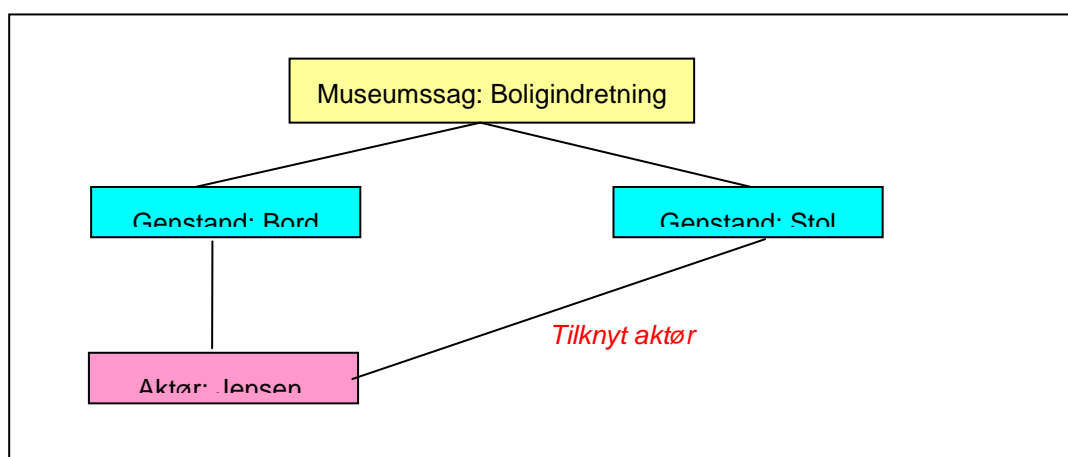 Museumssag: Boligindretning
Genstand: Bord
Genstand: Stol
Tilknyt aktør
Aktør: Jensen